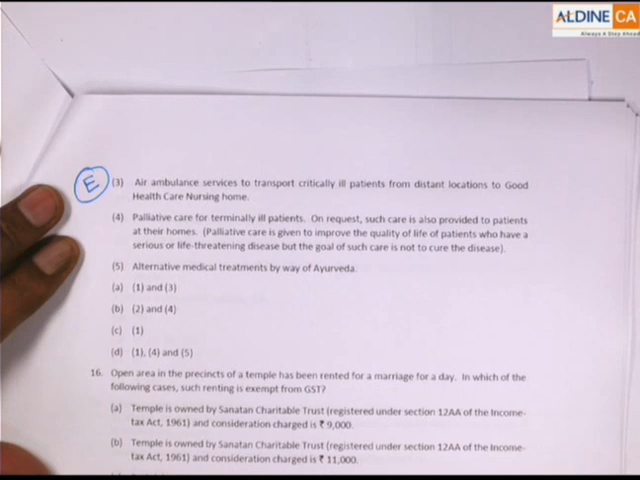 ALDINE CA
Always A Step Ahead
E
(3) Air ambulance services to transport critically ill patients from distant locations to Good
Health Care Nursing home.
(4) Palliative care for terminally ill patients. On request, such care is also provided to patients
at their homes. (Palliative care is given to improve the quality of life of patients who have a
serious or life-threatening disease but the goal of such care is not to cure the disease).
(5) Alternative medical treatments by way of Ayurveda.
(a) (1) and (3)
(b) (2) and (4)
(c) (1)
(d) (1), (4) and (5)
16. Open area in the precincts of a temple has been rented for a marriage for a day. In which of the
following cases, such renting is exempt from GST?
(a) Temple is owned by Sanatan Charitable Trust (registered under section 12AA of the Income-
tax Act, 1961) and consideration charged is ₹ 9,000.
(b) Temple is owned by Sanatan Charitable Trust (registered under section 12AA of the Income-
tax Act, 1961) and consideration charged is ₹ 11,000.